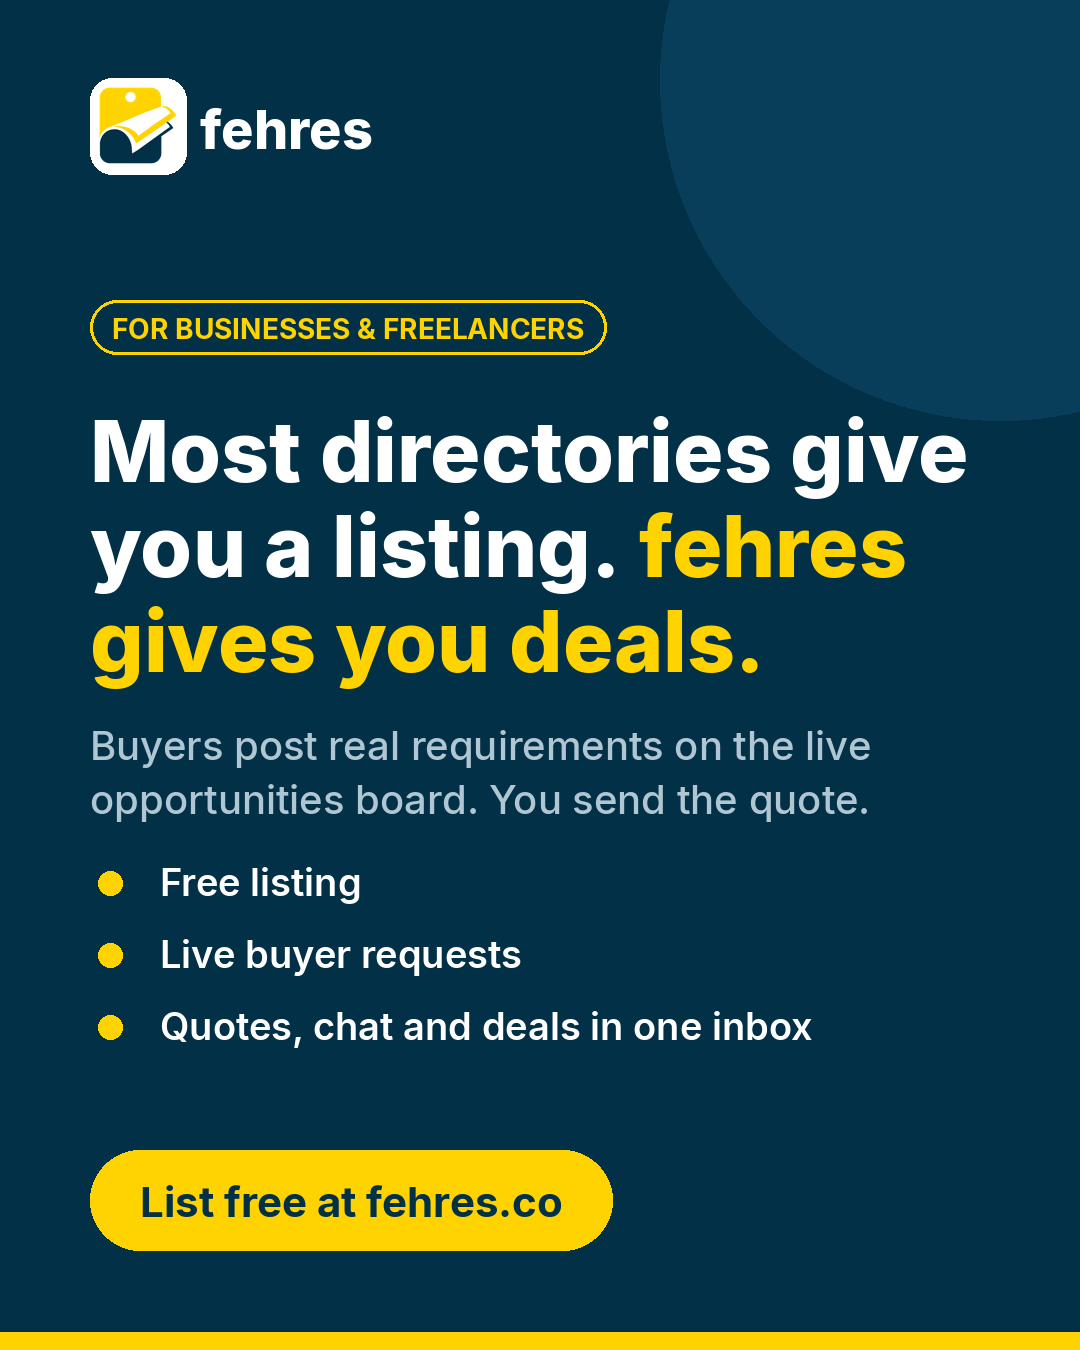 fehres
FOR BUSINESSES & FREELANCERS
Most directories give
you a listing. fehres
gives you deals.
Buyers post real requirements on the live
opportunities board. You send the quote.
Free listing
Live buyer requests
Quotes, chat and deals in one inbox
List free at fehres.co